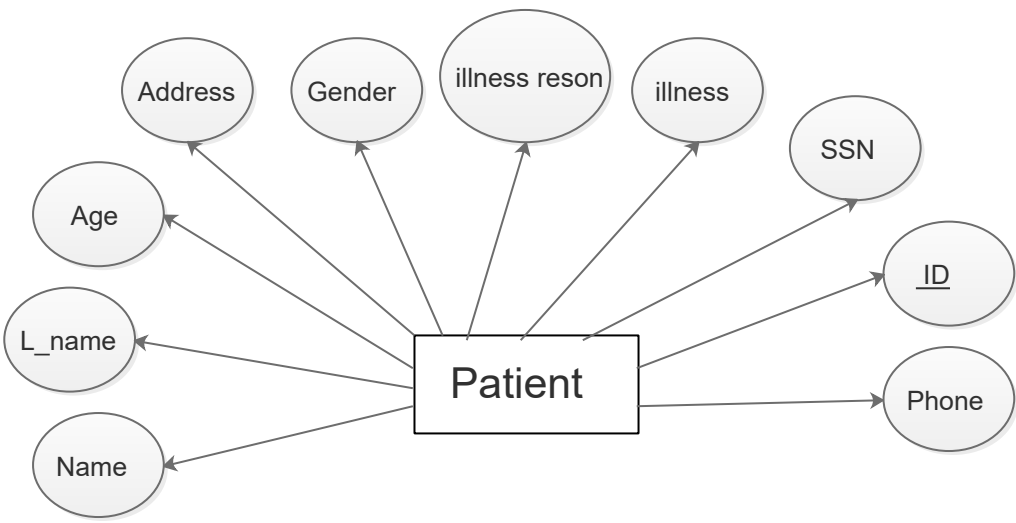 illness reson
Address
Gender
illness
SSN
Age
ID
L_name
Patient
Phone
Name